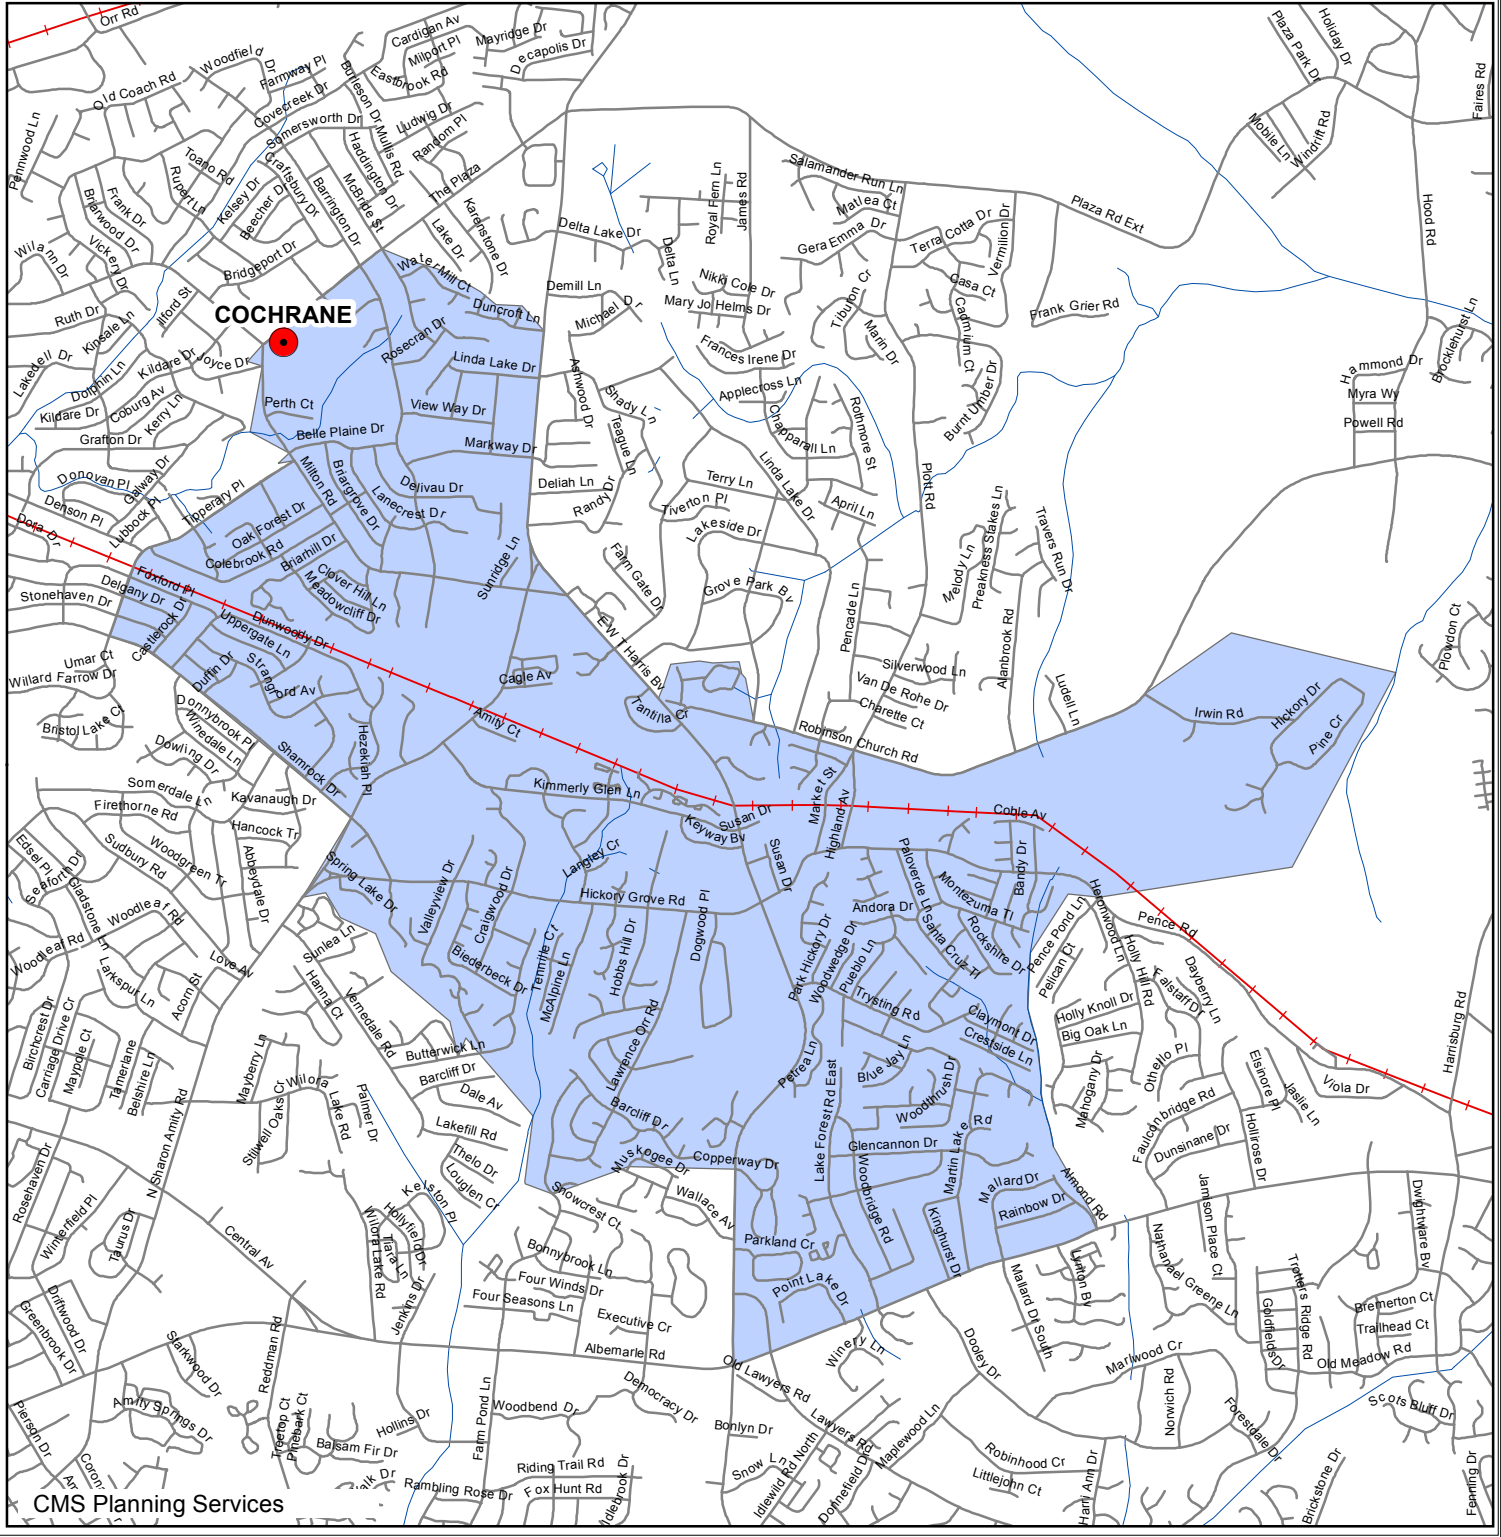 Orr Rd
Cardigan Av
Mayridge Dr
Decapolis Dr
Milport Pl
Eastbrook Rd
Woodfield Dr
Farmway Pl
Old Coach Rd
Covecreek Dr
Burleson Dr
Ludwig Dr
Random Pl
Mullis Rd
Somersworth Dr
Haddington Dr
McBride St
The Plaza
Pennwood Ln
Toano Rd
Rupert Ln
Craftsbury Dr
Barrington Dr
Kelsey Dr
Beecher Dr
Bridgeport Dr
Frank Dr
Briarwood Dr
Vickery Dr
Wilann Dr
Lake Dr
Karenstone Dr
Plaza Park Dr
Holiday Dr
Faires Rd
Mobile Ln
Windrift Rd
Hood Rd
Salamander Run Ln
Matlea Ct
Gera Emma Dr
Terra Cotta Dr
Vermilion Dr
Plaza Rd Ext
Royal Fern Ln
James Rd
Delta Lake Dr
Delta Ln
Nikki Cole Dr
Mary Jo Helms Dr
Casa Ct
Cadmium Ct
Frank Grier Rd
Tiburon Cr
Marin Dr
Burnt Umber Dr
Demill Ln
Michael Dr
Water Mill Ct
Duncroft Ln
Ruth Dr
Kinsale Ln
Ilford St
COCHRANE
Rosecran Dr
Linda Lake Dr
Frances Irene Dr
Applecross Ln
Chapparall Ln
Rothmore St
Brocklehurst Ln
Hammond Dr
Myra Wy
Powell Rd
Lakedell Dr
Dolphin Ln
Kildare Dr
Joyce Dr
Kildare Dr
Coburg Av
Kerry Ln
Grafton Dr
Perth Ct
Belle Plaine Dr
View Way Dr
Markway Dr
Ashwood Dr
Shady Ln
Teague Ln
Deliah Ln
Randy Dr
Terry Ln
Tiverton Pl
Lakeside Dr
Linda Lake Dr
April Ln
Plott Rd
Donovan Pl
Denson Pl
Galway Dr
Lubbock Pl
Tipperary Pl
Dora Dr
Milton Rd
Briargrove Dr
Lanecrest Dr
Delivau Dr
Oak Forest Dr
Colebrook Rd
Briarhill Dr
Clover Hill Ln
Meadowcliff Dr
Sunridge Ln
Farm Gate Dr
Grove Park Bv
E W T Harris Bv
Pencade Ln
Melody Ln
Preakness Stakes Ln
Travers Run Dr
Alanbrook Rd
Ludell Ln
Plowdon Ct
Foxford Pl
Delgany Dr
Stonehaven Dr
Castlerock Dr
Dunwoody Dr
Uppergate Ln
Duffin Dr
Strangford Av
Umar Ct
Willard Farrow Dr
Bristol Lake Ct
Donnybrook Pl
Winedale Ln
Dowling Dr
Shamrock Dr
Hezekiah Pl
Cagle Av
Amity Ct
Tantilla Cr
Silverwood Ln
Van De Rohe Dr
Charette Ct
Robinson Church Rd
Irwin Rd
Hickory Dr
Pine Cr
Somerdale Ln
Firethorne Rd
Kavanaugh Dr
Hancock Tr
Kimmerly Glen Ln
Keyway Bv
Susan Dr
Susan Dr
Market St
Highland Av
Coble Av
Edsel Pl
Seaforth Dr
Sudbury Rd
Woodgreen Tr
Abbeydale Dr
Gladstone Ln
Woodleaf Rd
Woodleaf Rd
Larkspur Ln
Love Av
Acorn St
Spring Lake Dr
Valleyview Dr
Craigwood Dr
Langley Cr
Hickory Grove Rd
Dogwood Pl
Biederbeck Dr
Tennille Ct
McAlpine Ln
Hobbs Hill Dr
Lawrence Orr Rd
Paloverde Ln
Montezuma Tl
Bandy Dr
Andora Dr
Santa Cruz Tl
Rockshire Dr
Park Hickory Dr
Woodwedge Dr
Pueblo Ln
Trysting Rd
Claymont Dr
Crestside Ln
Pence Pond Ln
Pelican Ct
Heronwood Ln
Holly Hill Rd
Pence Rd
Falstaff Dr
Dayberry Ln
Holly Knoll Dr
Big Oak Ln
Harrisburg Rd
Sunlea Ln
Hanna Ct
Vernedale Rd
Butterwick Ln
Barcliff Dr
Dale Av
Birchcrest Dr
Carriage Drive Cr
Maypole Ct
Tamerlane
Belshire Ln
Mayberry Ln
Stilwell Oaks Cr
Wilora Lake Rd
Palmer Dr
Lakefill Rd
Thelo Dr
Louglen Cr
N Sharon Amity Rd
Petrea Ln
Lake Forest Rd East
Blue Jay Ln
Woodthrush Dr
Mahogany Dr
Othello Pl
Faulconbridge Rd
Dunsinane Dr
Elsinore Pl
Jaslie Ln
Viola Dr
Hollirose Dr
Barcliff Dr
Muskogee Dr
Copperway Dr
Glencannon Dr
Woodbridge Rd
Martin Lake Rd
Mallard Dr
Rainbow Dr
Almond Rd
Rosehaven Dr
Winterfield Pl
Taurus Dr
Central Av
Kelston Pl
Hollyfield Dr
Tiara Ln
Wilora Lake Rd
Jenkins Dr
Snowcrest Ct
Wallace Av
Bonnybrook Ln
Four Winds Dr
Four Seasons Ln
Executive Cr
Parkland Cr
Point Lake Dr
Kinghurst Dr
Mallard Dr South
Lynton Bv
Nathanael Greene Ln
Jamison Place Ct
Dwightware Bv
Trotters Ridge Rd
Goldfields Dr
Bremerton Ct
Trailhead Ct
Old Meadow Rd
Driftwood Dr
Greenbrook Dr
Starkwood Dr
Reddman Rd
Albemarle Rd
Old Lawyers Rd
Winery Ln
Dooley Dr
Marlwood Cr
Norwich Rd
Forestdale Dr
Scots Bluff Dr
Pierson Dr
Amity Springs Dr
Treetop Ct
Pinebark Ct
Balsam Fir Dr
Hollins Dr
Farm Pond Ln
Woodbend Dr
Democracy Dr
Bonlyn Dr
Lawyers Rd
Maplewood Ln
Snow Ln
Idlewild Rd North
Donnefield Dr
Robinhood Cr
Littlejohn Ct
Harri Ann Dr
Brickstone Dr
Fenning Dr
Riding Trail Rd
Fox Hunt Rd
Idlebrook Dr
Rambling Rose Dr
CMS Planning Services